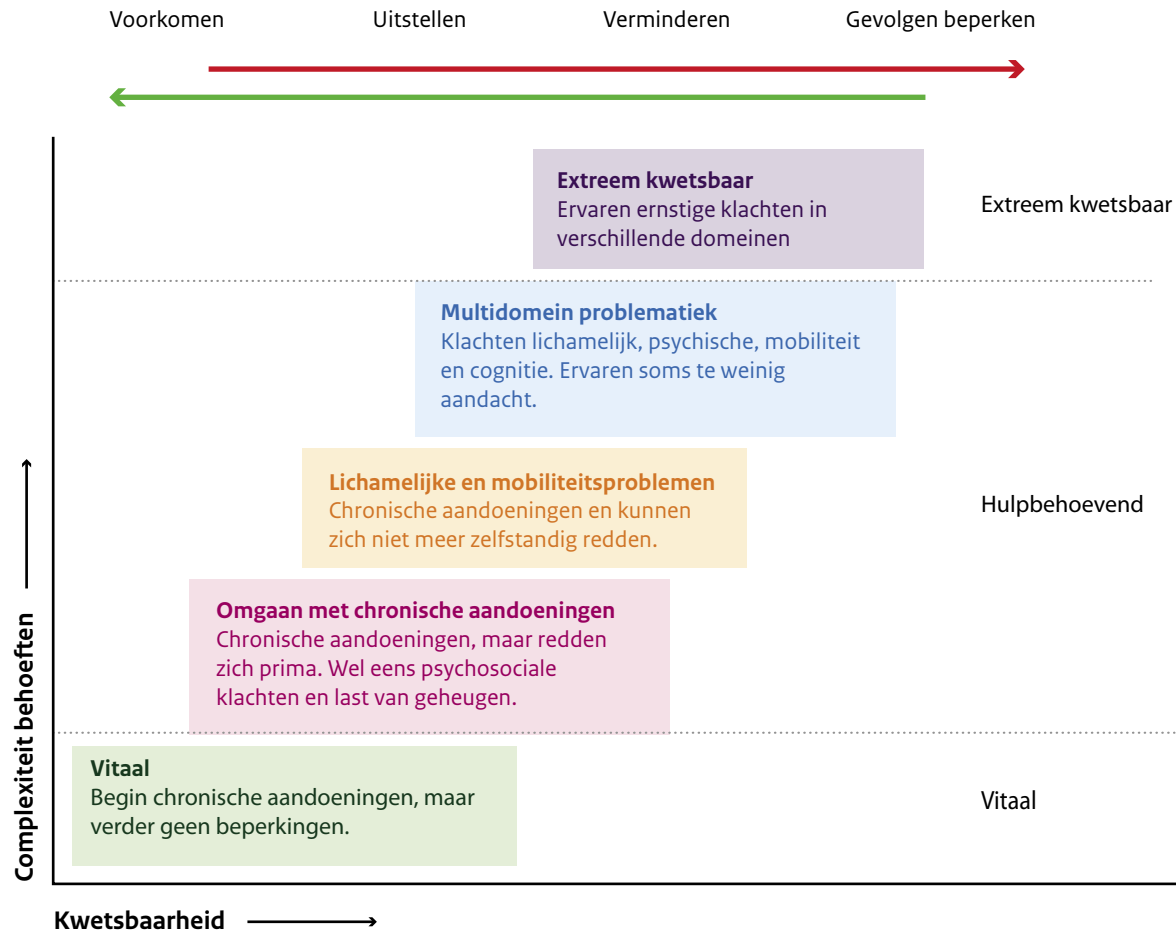 Voorkomen Uitstellen Verminderen Gevolgen beperken
Extreem kwetsbaar
Ervaren ernstige klachten in
verschillende domeinen
Extreem kwetsbaar
Multidomein problematiek
Klachten lichamelijk, psychische, mobiliteit
en cognitie. Ervaren soms te weinig
aandacht.
Lichamelijke en mobiliteitsproblemen
Chronische aandoeningen en kunnen
zich niet meer zelfstandig redden.
Hulpbehoevend
Omgaan met chronische aandoeningen
Chronische aandoeningen, maar redden
zich prima. Wel eens psychosociale
klachten en last van geheugen.
Vitaal
Begin chronische aandoeningen, maar
verder geen beperkingen.
Vitaal
Complexiteit behoeften
Kwetsbaarheid